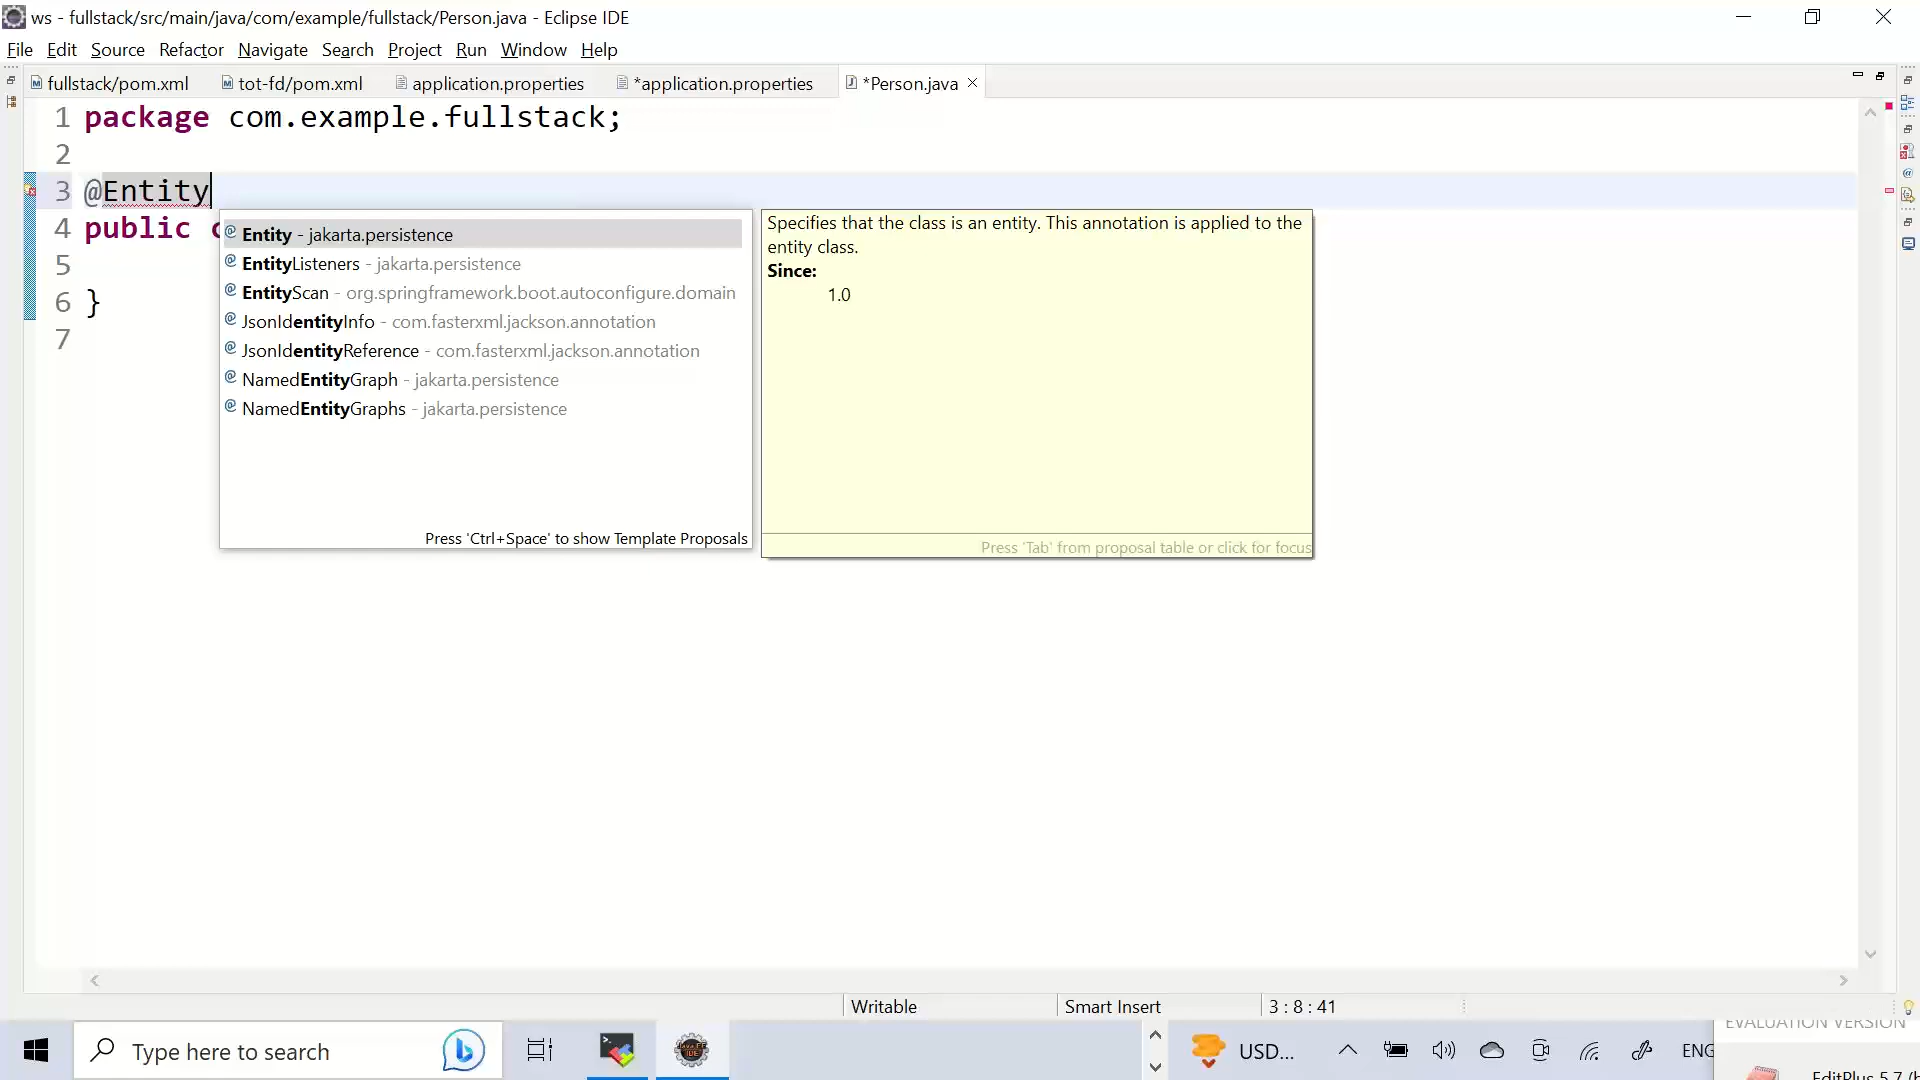 ws - fullstack/src/main/java/com/example/fullstack/Person.java - Eclipse IDE
File Edit Source Refactor Navigate Search Project Run Window Help
fullstack/pom.xml tot-fd/pom.xml application.properties *application.properties *Person.java
1 package com.example.fullstack;
2
3 @Entity
4 public c
5
6 }
7
Entity - jakarta.persistence
EntityListeners - jakarta.persistence
EntityScan - org.springframework.boot.autoconfigure.domain
JsonIdentityInfo - com.fasterxml.jackson.annotation
JsonIdentityReference - com.fasterxml.jackson.annotation
NamedEntityGraph - jakarta.persistence
NamedEntityGraphs - jakarta.persistence
Press 'Ctrl+Space' to show Template Proposals
Specifies that the class is an entity. This annotation is applied to the
entity class.
Since:
1.0
Press 'Tab' from proposal table or click for focus
Writable Smart Insert 3 : 8 : 41
Type here to search
USD...
ENG
EVALUATION VERSION
EditPlus 5.7